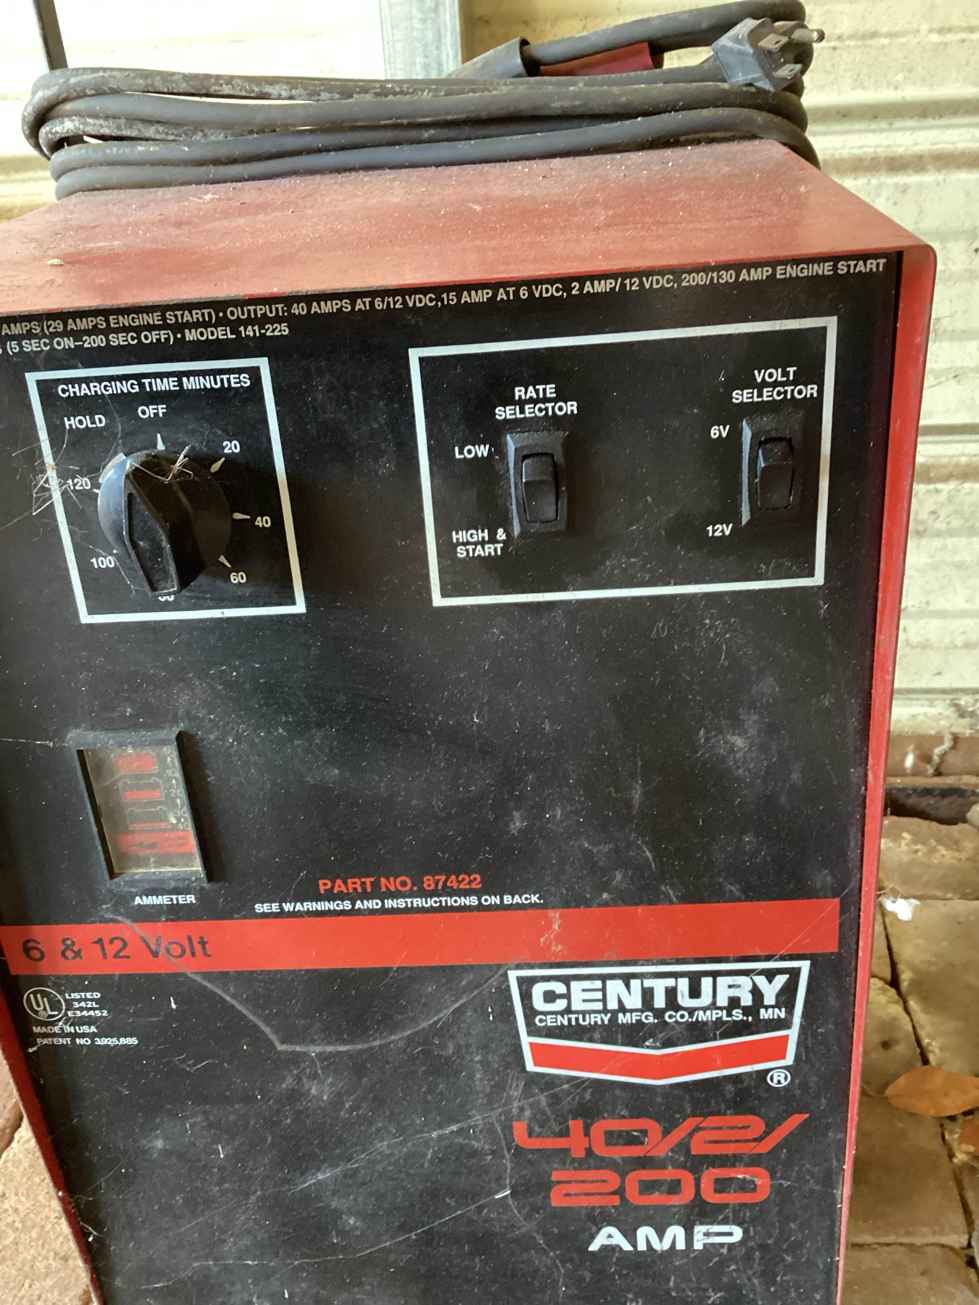 AMPS (29 AMPS ENGINE START) • OUTPUT: 40 AMPS AT 6/12 VDC, 15 AMP AT 6 VDC, 2 AMP/ 12 VDC, 200/130 AMP ENGINE START
(5 SEC ON–200 SEC OFF) • MODEL 141-225
CHARGING TIME MINUTES
HOLD
OFF
20
40
60
100
120
RATE
SELECTOR
LOW
HIGH &
START
VOLT
SELECTOR
6V
12V
AMMETER
PART NO. 87422
SEE WARNINGS AND INSTRUCTIONS ON BACK.
6 & 12 Volt
UL
LISTED
342L
E34452
MADE IN USA
PATENT NO 3,925,885
CENTURY
CENTURY MFG. CO./MPLS., MN
®
40/2/
200
AMP